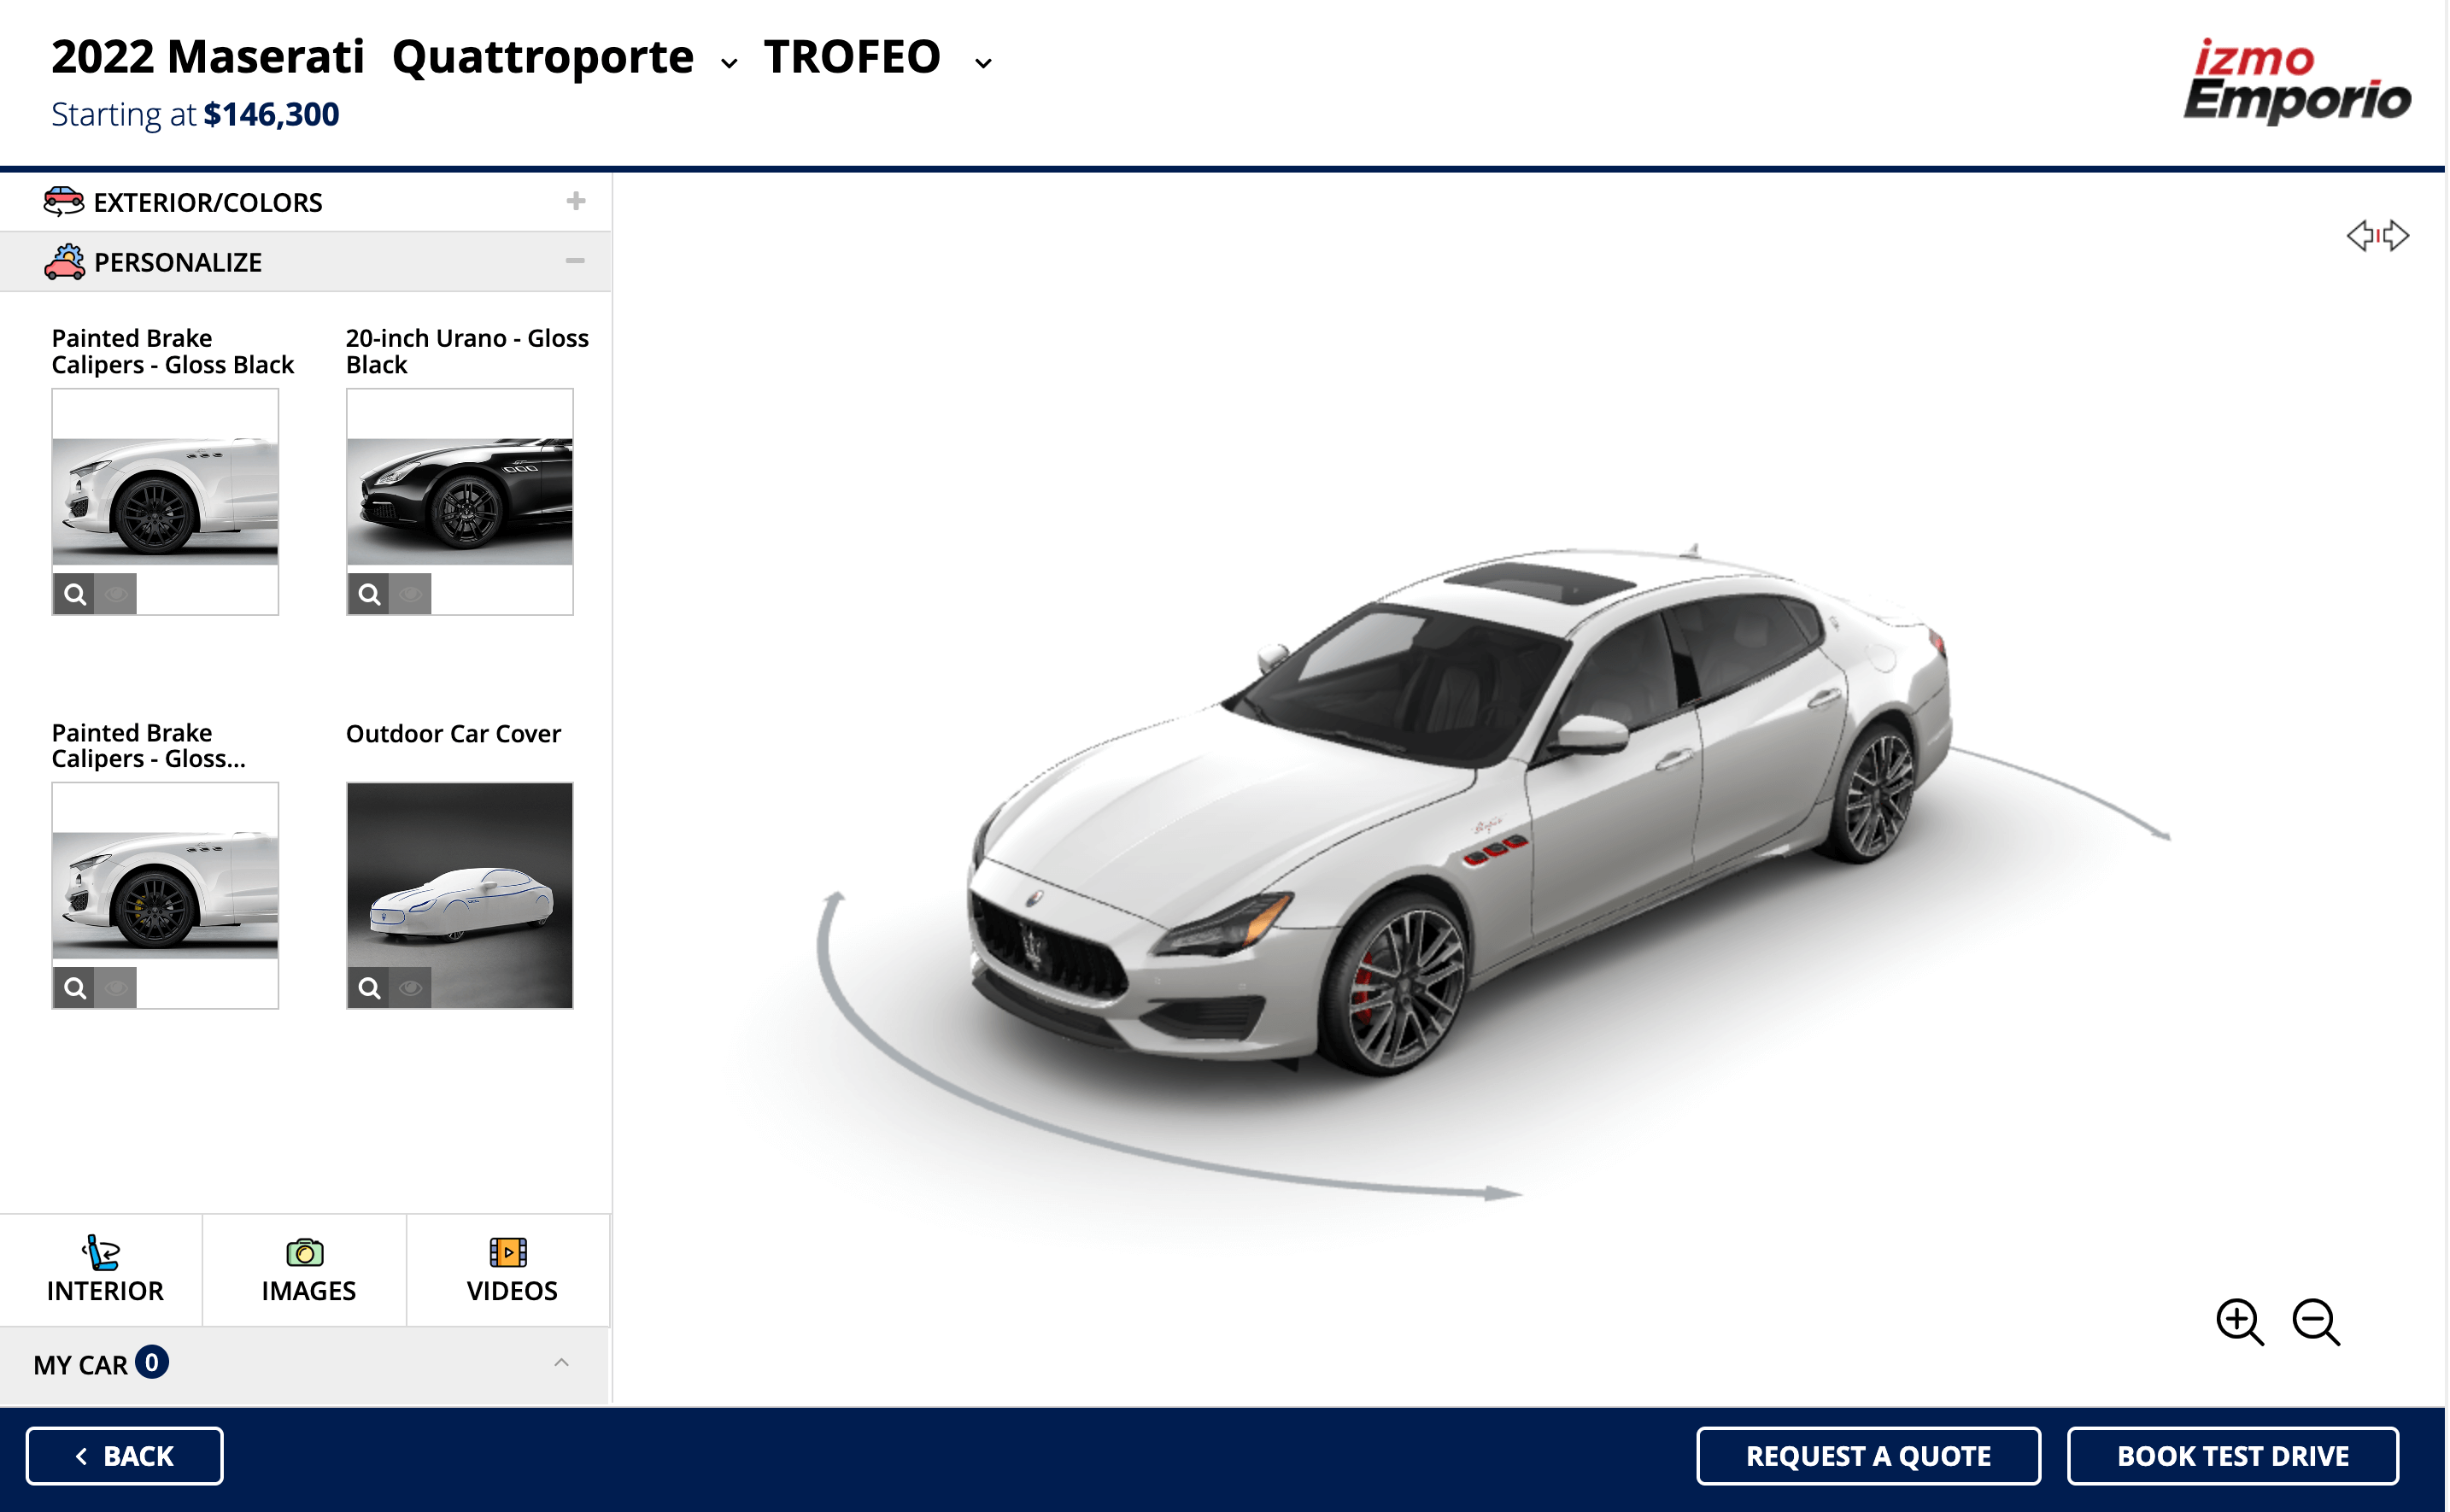 2022 Maserati Quattroporte TROFEO
Starting at $146,300
izmo
Emporio
EXTERIOR/COLORS
PERSONALIZE
Painted Brake
Calipers - Gloss Black
20-inch Urano - Gloss
Black
Painted Brake
Calipers - Gloss...
Outdoor Car Cover
Trofeo
INTERIOR
IMAGES
VIDEOS
MY CAR 0
BACK
REQUEST A QUOTE
BOOK TEST DRIVE